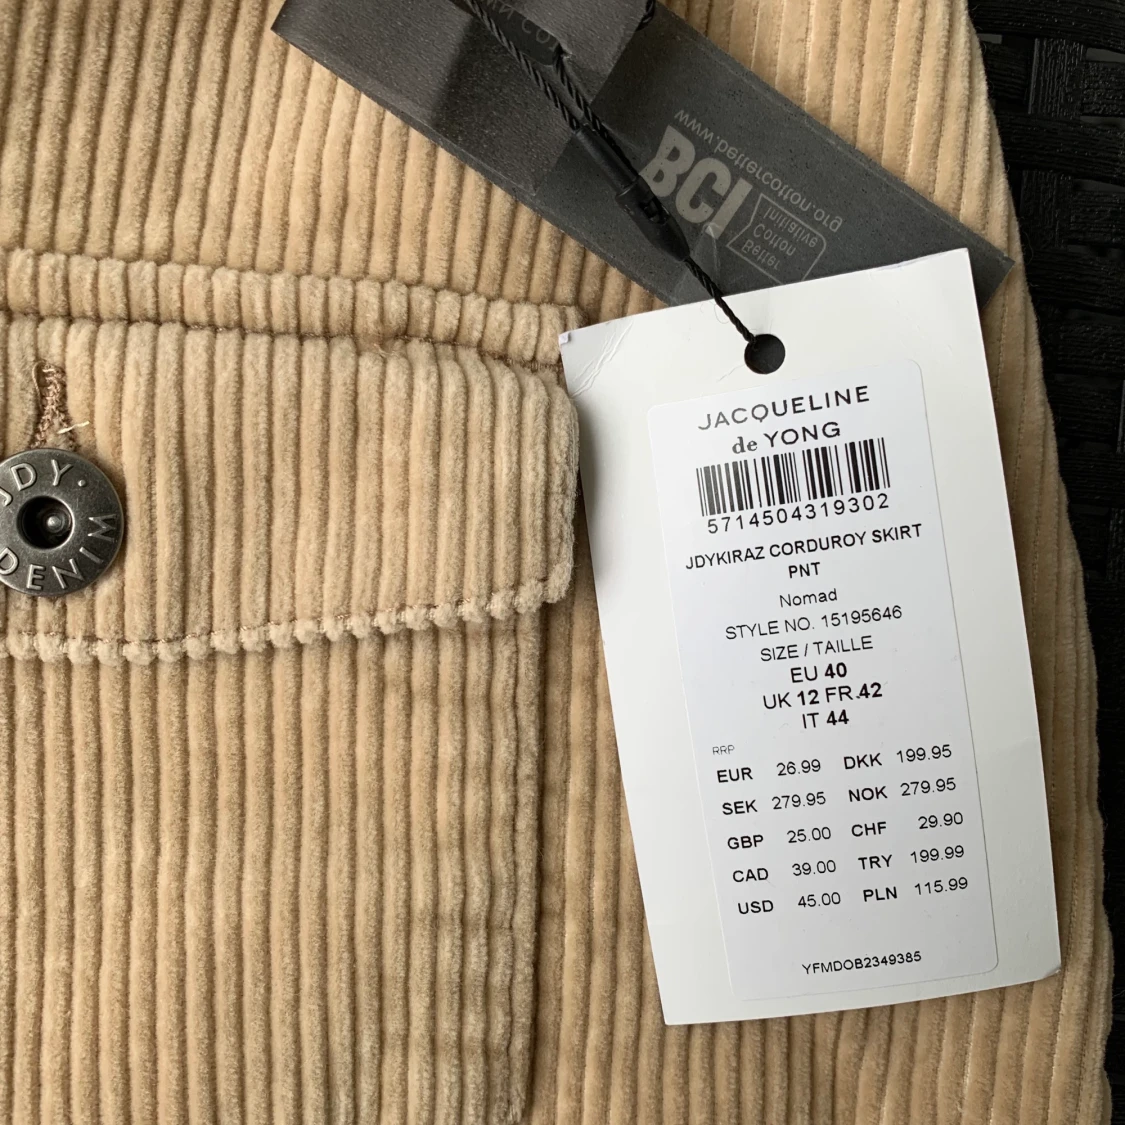 www.bettercotton.org
BCI
Better
Cotton
Initiative
JDY.
DENIM
JACQUELINE
de YONG
5714504319302
JDYKIRAZ CORDUROY SKIRT
PNT
Nomad
STYLE NO. 15195646
SIZE / TAILLE
EU 40
UK 12 FR.42
IT 44
RRP
EUR 26.99 DKK 199.95
SEK 279.95 NOK 279.95
GBP 25.00 CHF 29.90
CAD 39.00 TRY 199.99
USD 45.00 PLN 115.99
YFMDOB2349385